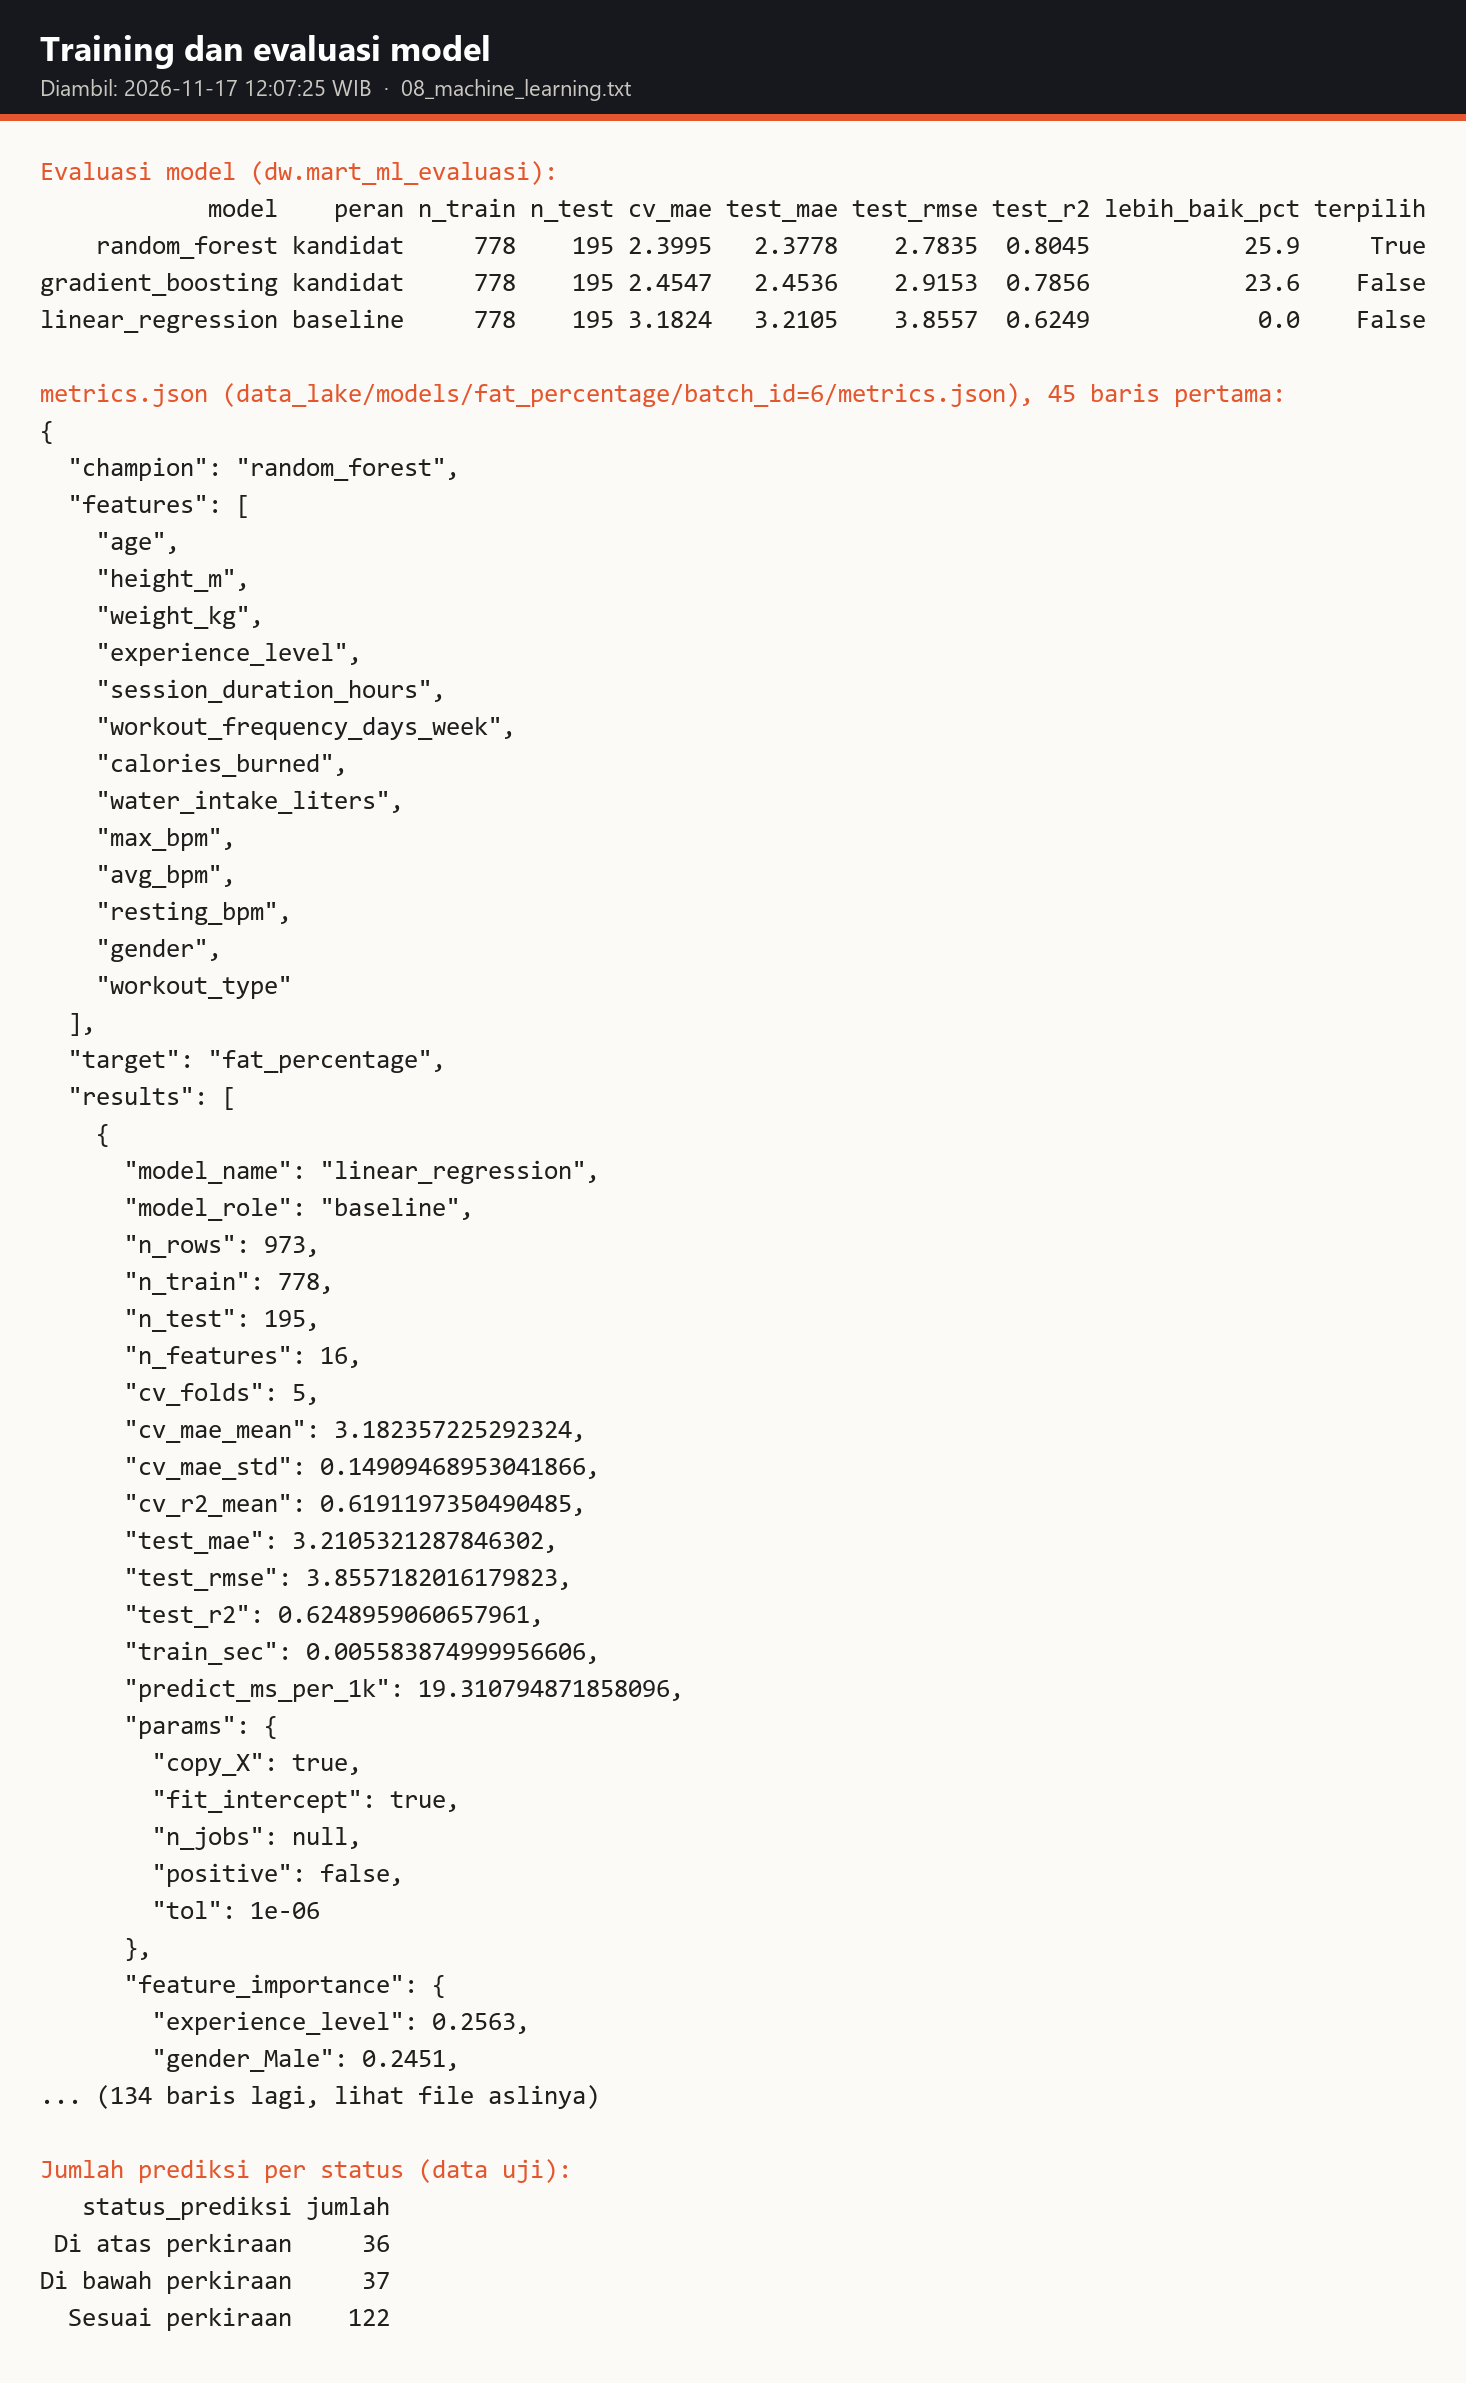 Training dan evaluasi model
Diambil: 2026-11-17 12:07:25 WIB · 08_machine_learning.txt
Evaluasi model (dw.mart_ml_evaluasi):
model peran n_train n_test cv_mae test_mae test_rmse test_r2 lebih_baik_pct terpilih
random_forest kandidat 778 195 2.3995 2.3778 2.7835 0.8045 25.9 True
gradient_boosting kandidat 778 195 2.4547 2.4536 2.9153 0.7856 23.6 False
linear_regression baseline 778 195 3.1824 3.2105 3.8557 0.6249 0.0 False
metrics.json (data_lake/models/fat_percentage/batch_id=6/metrics.json), 45 baris pertama:
{
  "champion": "random_forest",
  "features": [
    "age",
    "height_m",
    "weight_kg",
    "experience_level",
    "session_duration_hours",
    "workout_frequency_days_week",
    "calories_burned",
    "water_intake_liters",
    "max_bpm",
    "avg_bpm",
    "resting_bpm",
    "gender",
    "workout_type"
  ],
  "target": "fat_percentage",
  "results": [
    {
      "model_name": "linear_regression",
      "model_role": "baseline",
      "n_rows": 973,
      "n_train": 778,
      "n_test": 195,
      "n_features": 16,
      "cv_folds": 5,
      "cv_mae_mean": 3.182357225292324,
      "cv_mae_std": 0.14909468953041866,
      "cv_r2_mean": 0.6191197350490485,
      "test_mae": 3.2105321287846302,
      "test_rmse": 3.8557182016179823,
      "test_r2": 0.6248959060657961,
      "train_sec": 0.005583874999956606,
      "predict_ms_per_1k": 19.310794871858096,
      "params": {
        "copy_X": true,
        "fit_intercept": true,
        "n_jobs": null,
        "positive": false,
        "tol": 1e-06
      },
      "feature_importance": {
        "experience_level": 0.2563,
        "gender_Male": 0.2451,
... (134 baris lagi, lihat file aslinya)
Jumlah prediksi per status (data uji):
status_prediksi jumlah
Di atas perkiraan 36
Di bawah perkiraan 37
Sesuai perkiraan 122